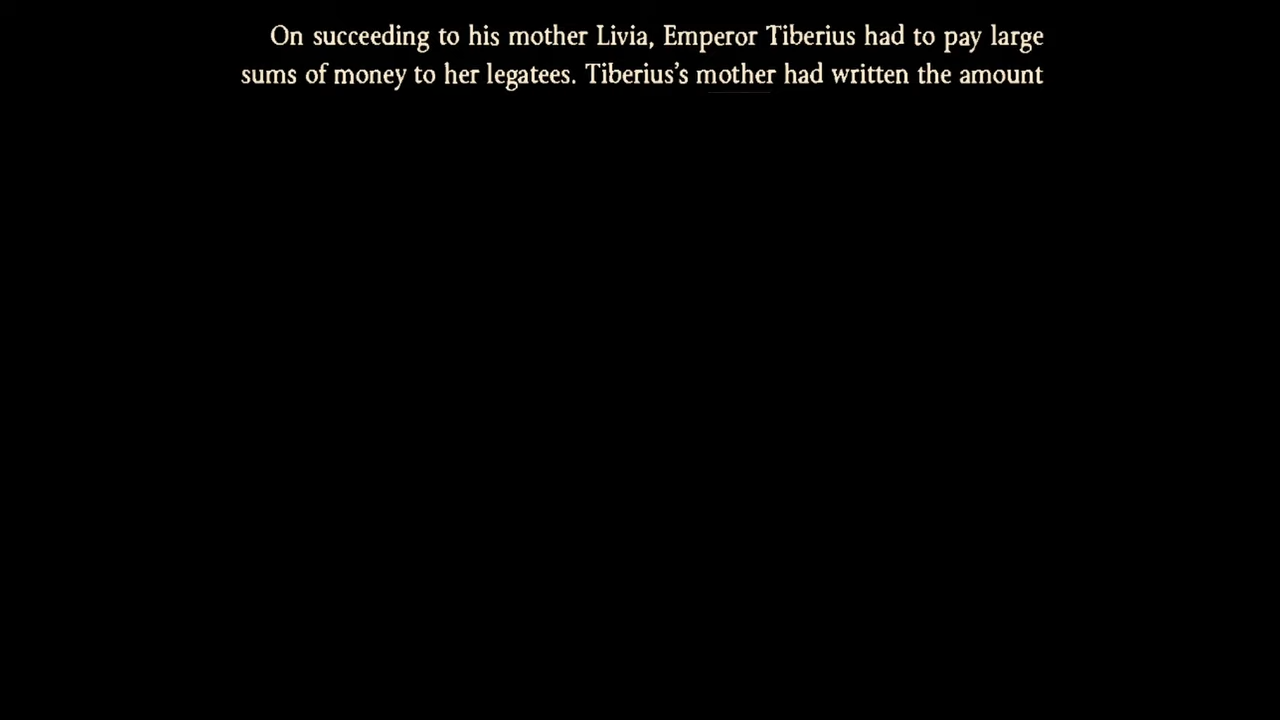 On succeeding to his mother Livia, Emperor Tiberius had to pay large
sums of money to her legatees. Tiberius’s mother had written the amount